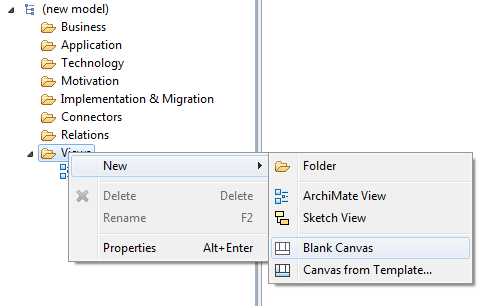 (new model)
Business
Application
Technology
Motivation
Implementation & Migration
Connectors
Relations
Views
New
Delete Delete
Rename F2
Properties Alt+Enter
Folder
ArchiMate View
Sketch View
Blank Canvas
Canvas from Template...